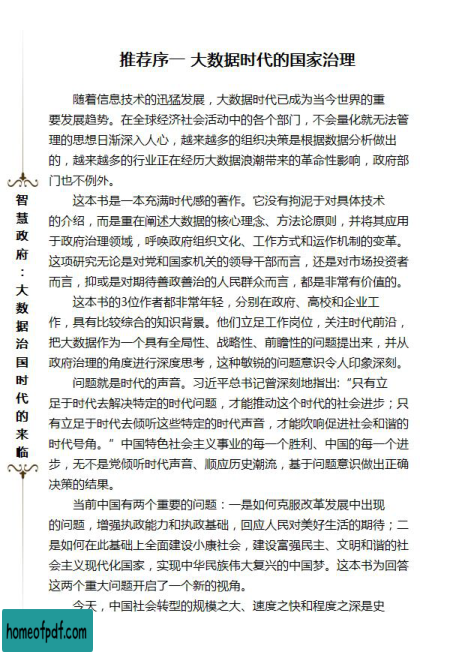 推荐序一 大数据时代的国家治理
随着信息技术的迅猛发展，大数据时代已成为当今世界的重
要发展趋势。在全球经济社会活动中的各个部门，不会量化就无法管
理的思想日渐深入人心，越来越多的组织决策是根据数据分析做出
的，越来越多的行业正在经历大数据浪潮带来的革命性影响，政府部
门也不例外。
这本书是一本充满时代感的著作。它没有拘泥于对具体技术
的介绍，而是重在阐述大数据的核心理念、方法论原则，并将其应用
于政府治理领域，呼唤政府组织文化、工作方式和运作机制的变革。
这项研究无论是对党和国家机关的领导干部而言，还是对市场投资者
而言，抑或是对期待善政善治的人民群众而言，都是非常有价值的。
这本书的3位作者都非常年轻，分别在政府、高校和企业工
作，具有比较综合的知识背景。他们立足工作岗位，关注时代前沿，
把大数据作为一个具有全局性、战略性、前瞻性的问题提出来，并从
政府治理的角度进行深度思考，这种敏锐的问题意识令人印象深刻。
问题就是时代的声音。习近平总书记曾深刻地指出：“只有立
足于时代去解决特定的时代问题，才能推动这个时代的社会进步；只
有立足于时代去倾听这些特定的时代声音，才能吹响促进社会和谐的
时代号角。”中国特色社会主义事业的每一个胜利、中国的每一个进
步，无不是党倾听时代声音、顺应历史潮流，基于问题意识做出正确
决策的结果。
当前中国有两个重要的问题：一是如何克服改革发展中出现
的问题，增强执政能力和执政基础，回应人民对美好生活的期待；二
是如何在此基础上全面建设小康社会，建设富强民主、文明和谐的社
会主义现代化国家，实现中华民族伟大复兴的中国梦。这本书为回答
这两个重大问题开启了一个新的视角。
今天，中国社会转型的规模之大、速度之快和程度之深是史
智慧政府：大数据治国时代的来临
homeofpdf.com